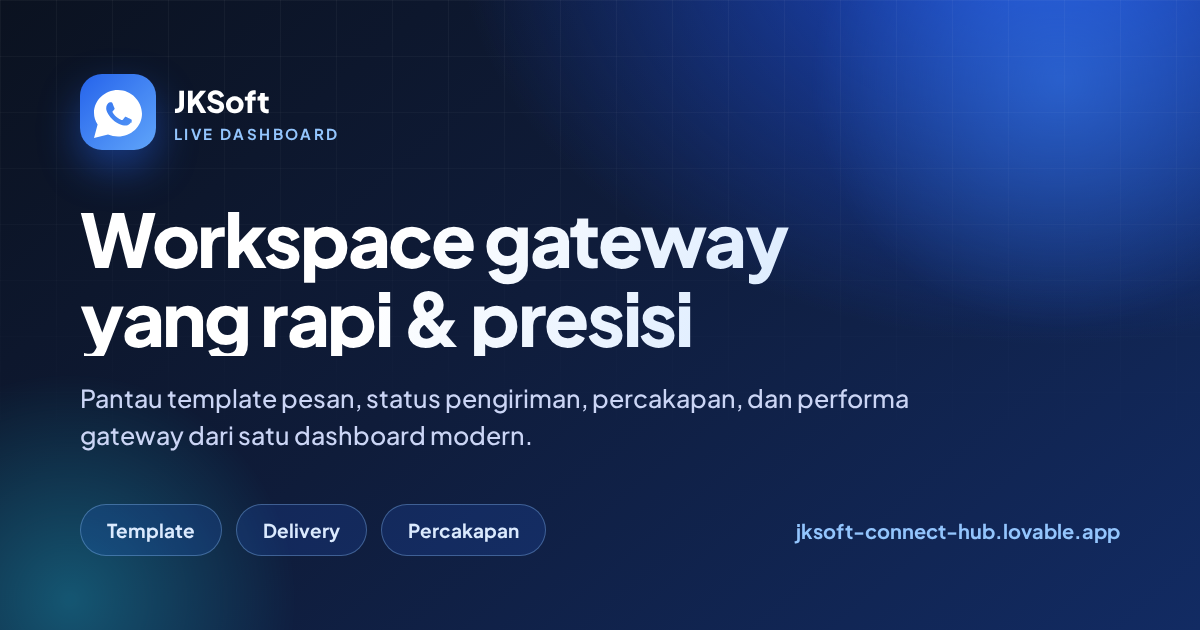 JKSoft
LIVE DASHBOARD
Workspace gateway
yang rapi & presisi
Pantau template pesan, status pengiriman, percakapan, dan performa
gateway dari satu dashboard modern.
Template
Delivery
Percakapan
jksoft-connect-hub.lovable.app